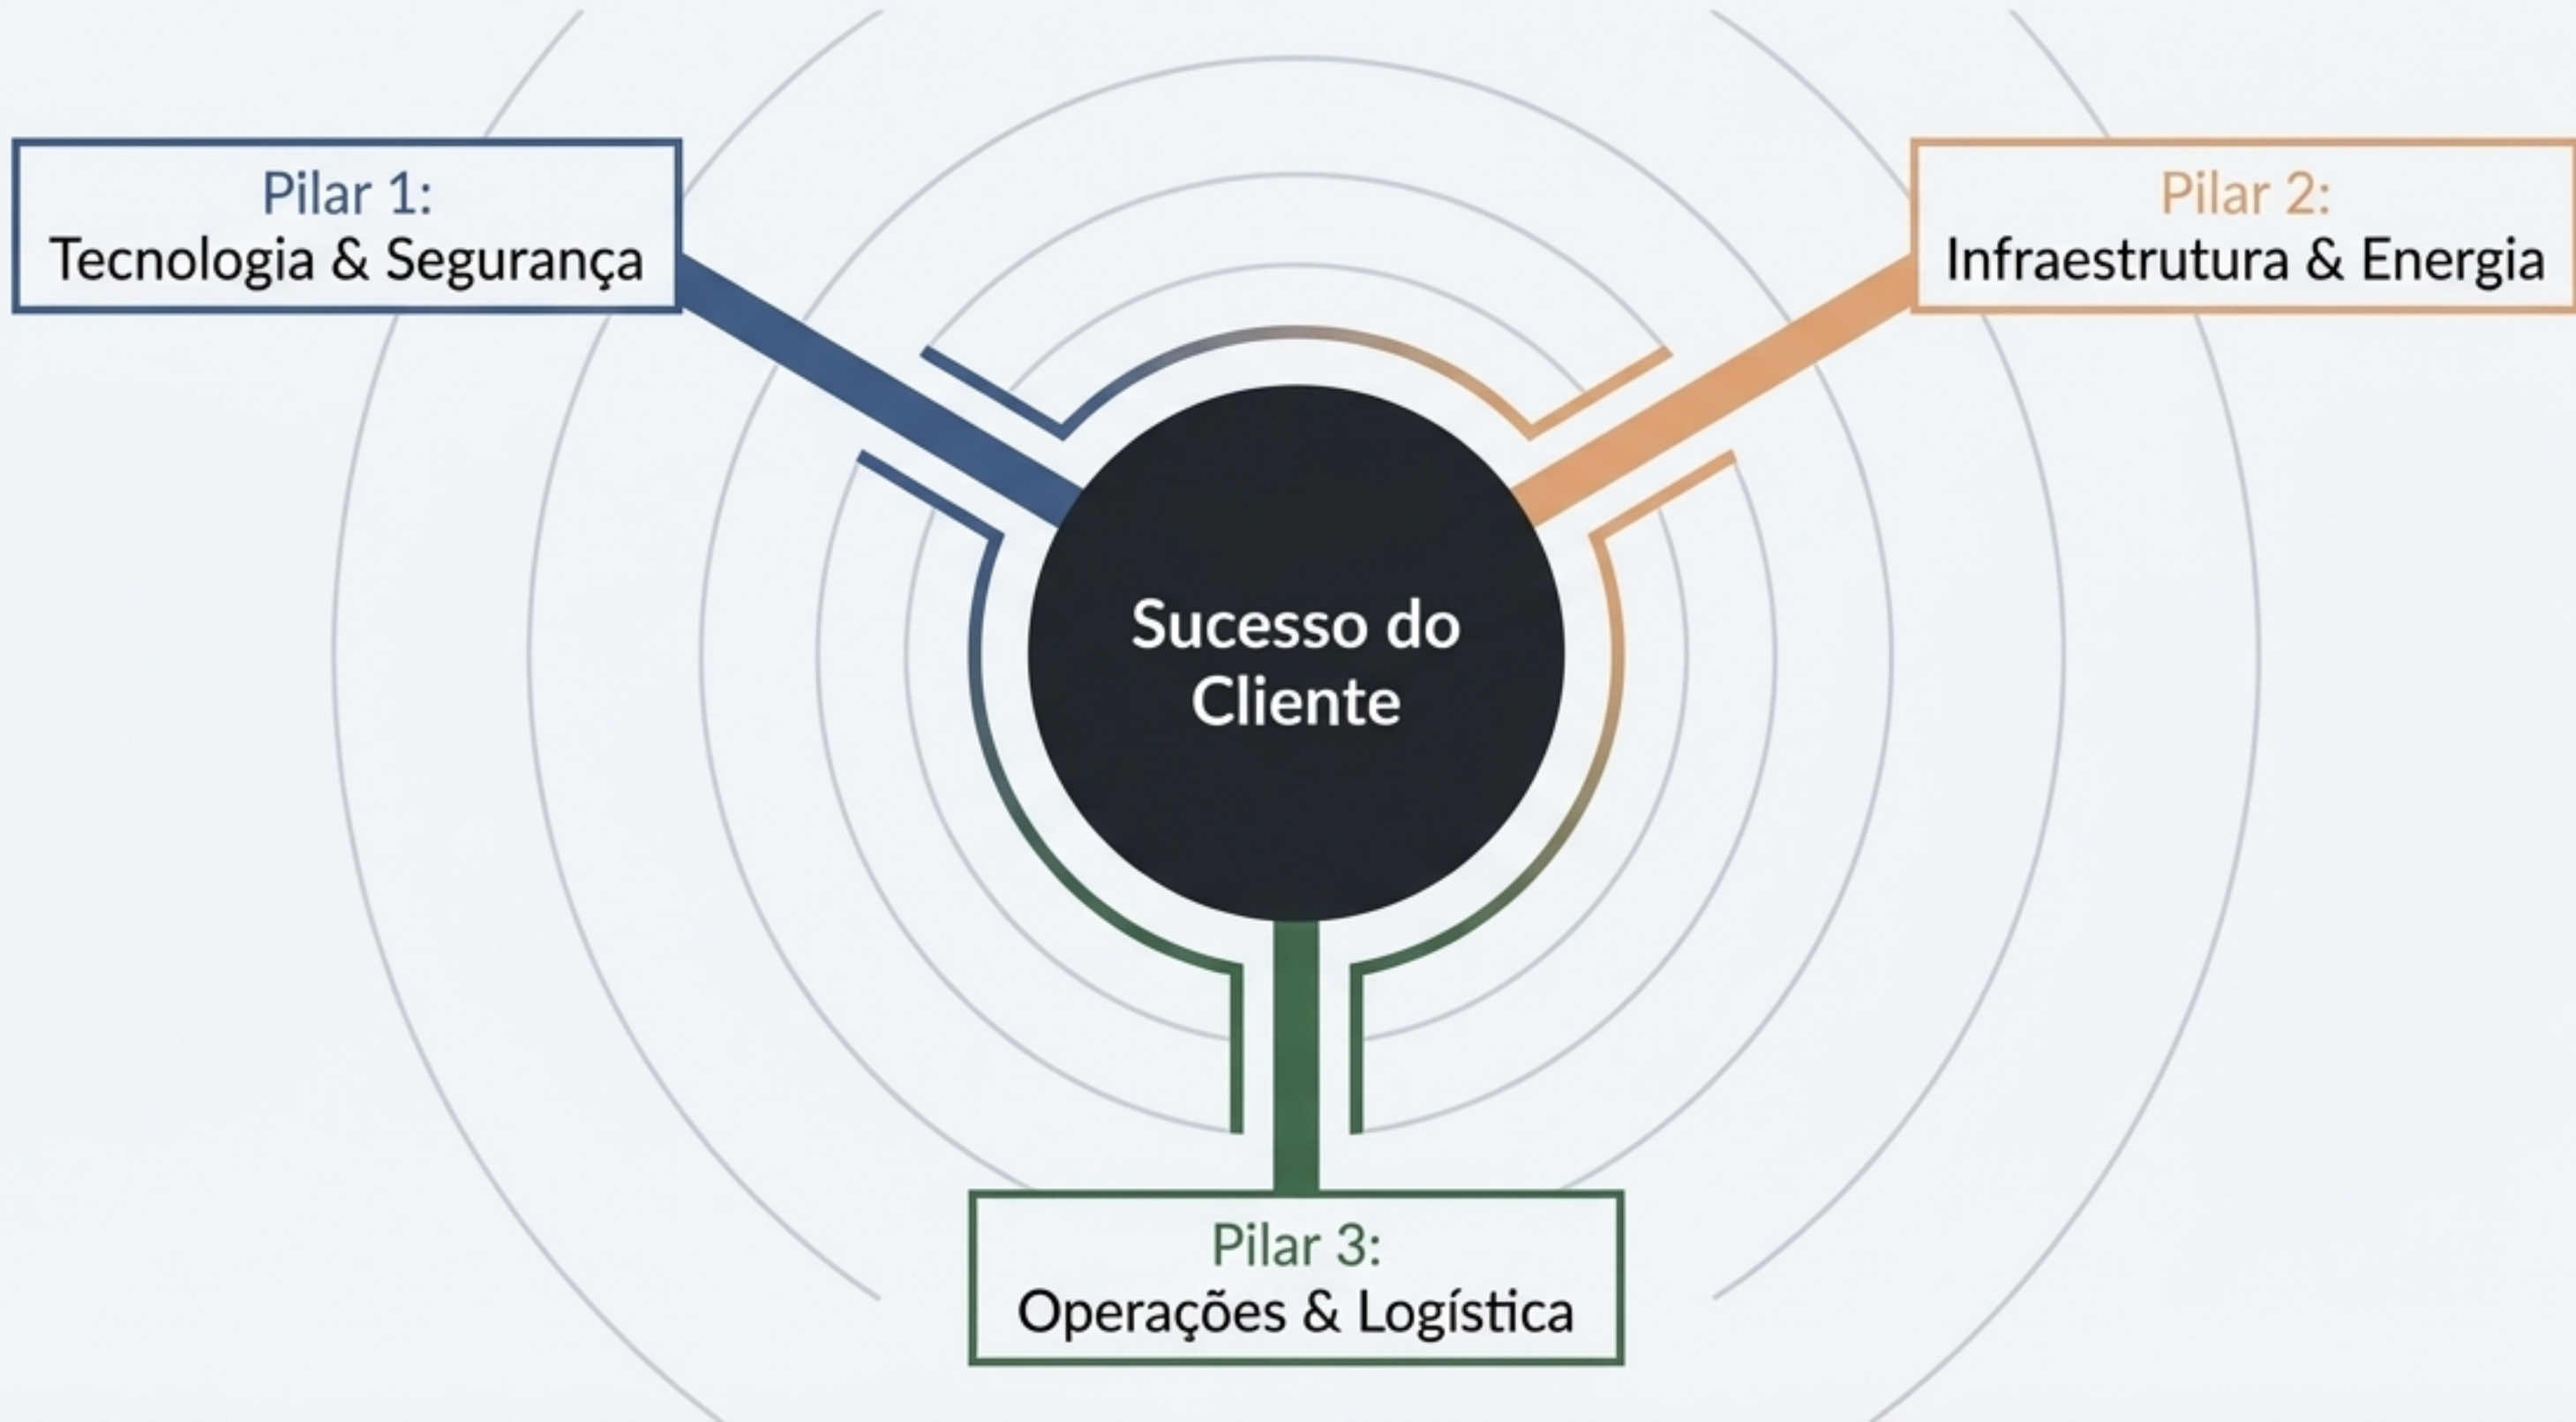 Pilar 1:
Tecnologia & Segurança
Pilar 2:
Infraestrutura & Energia
Sucesso do
Cliente
Pilar 3:
Operações & Logística